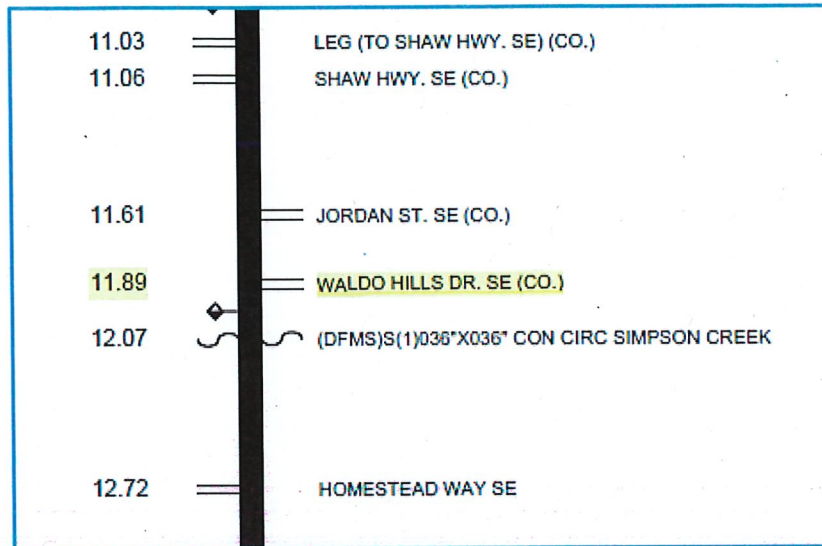 11.03 LEG (TO SHAW HWY. SE) (CO.)
11.06 SHAW HWY. SE (CO.)
11.61 JORDAN ST. SE (CO.)
11.89 WALDO HILLS DR. SE (CO.)
12.07 (DFMS)S(1)036"X036" CON CIRC SIMPSON CREEK
12.72 HOMESTEAD WAY SE